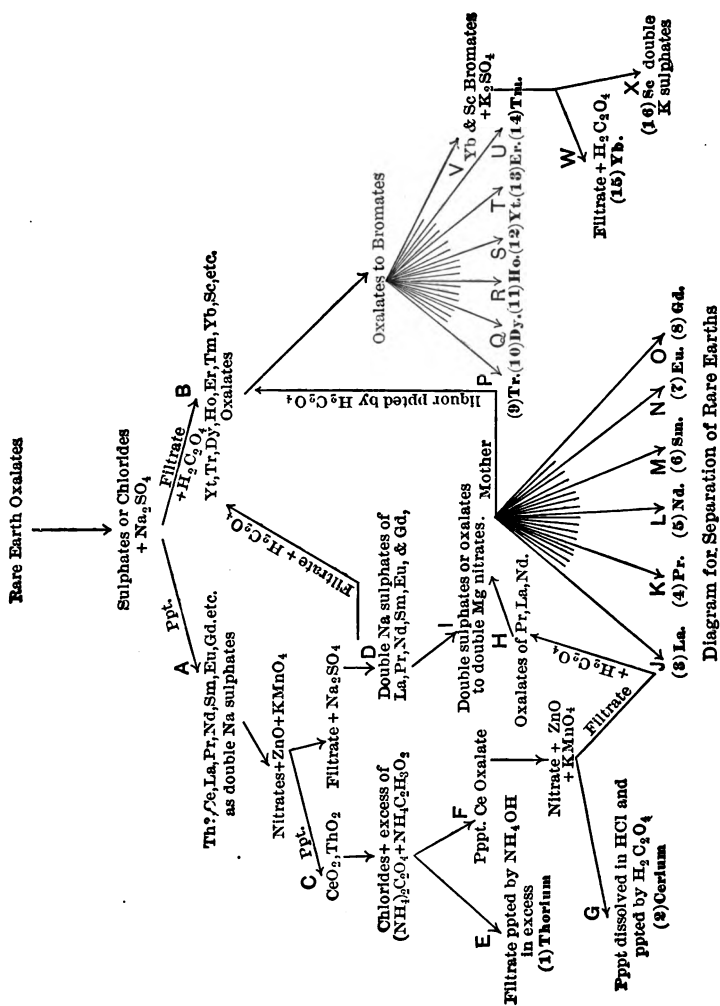 Rare Earth Oxalates
Sulphates or Chlorides
+ Na₂SO₄
Ppt.
Filtrate
+H₂C₂O₄
A
Th?,Ce,La,Pr,Nd,Sm,Eu,Gd.etc.
as double Na sulphates
B
Yt,Tr,Dy,Ho,Er,Tm,Yb,Sc,etc.
Oxalates
Nitrates+ZnO+KMnO₄
Ppt.
C
CeO₂,ThO₂
Filtrate + Na₂SO₄
Filtrate + H₂C₂O₄
D
Double Na sulphates of
La,Pr,Nd,Sm,Eu, & Gd,
Chlorides+ excess of
(NH₄)₂C₂O₄+NH₄C₂H₃O₂
E
Filtrate ppted by NH₄OH
in excess
(1) Thorium
F
Pppt. Ce Oxalate
I
Double sulphates or oxalates
to double Mg nitrates.
H
Oxalates of Pr,La,Nd.
Nitrate + ZnO
+ KMnO₄
Filtrate
+ H₂C₂O₄
G
Pppt dissolved in HCl and
ppted by H₂C₂O₄
(2)Cerium
Mother
liquor ppted by H₂C₂O₄
J K L M N O
(3) La. (4) Pr. (5) Nd. (6) Sm. (7) Eu. (8) Gd.
Oxalates to Bromates
P Q R S T U V
(9)Tr.(10)Dy.(11)Ho.(12)Yt.(13)Er.(14)Tm.
Yb & Sc Bromates
+K₂SO₄
W
Filtrate + H₂C₂O₄
(15) Yb.
X
(16) Sc double
K sulphates
Diagram for Separation of Rare Earths